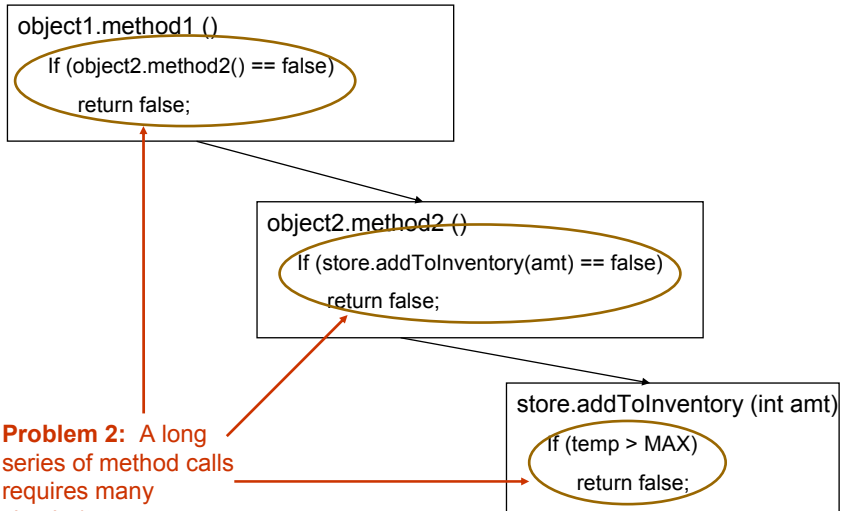 object1.method1 ()
If (object2.method2() == false)
return false;
object2.method2 ()
If (store.addToInventory(amt) == false)
return false;
store.addToInventory (int amt)
If (temp > MAX)
return false;
Problem 2: A long
series of method calls
requires many